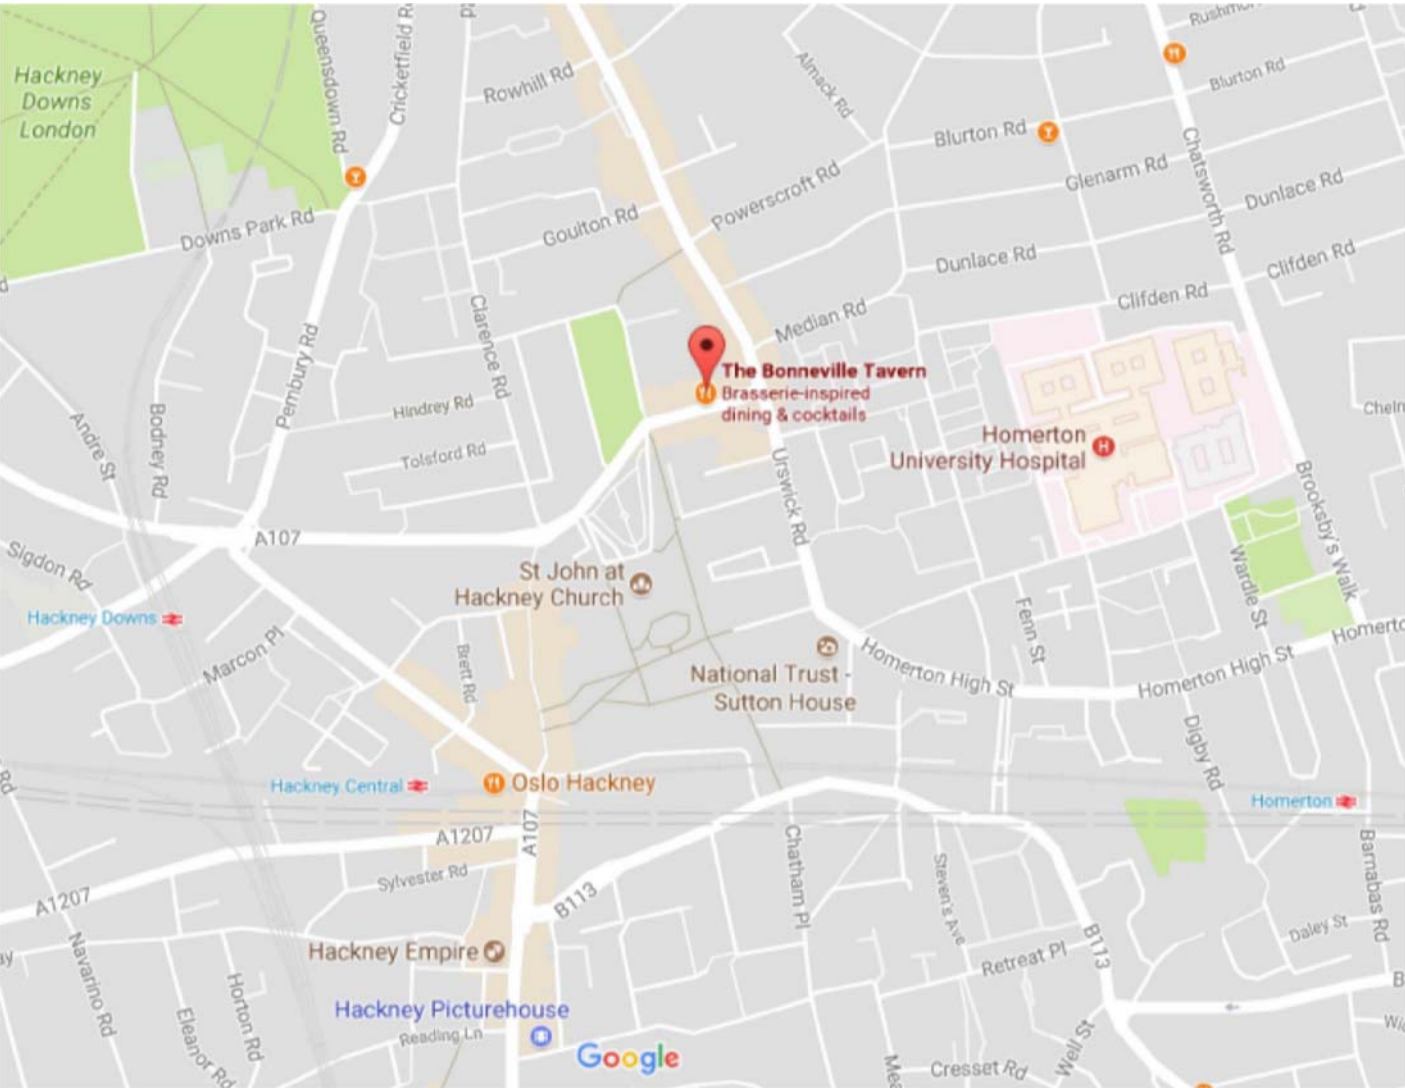 Hackney
Downs
London
Queensdown Rd
Cricketfield
Rowhill Rd
Almack Rd
Blurton Rd
Chatsworth Rd
Blurton Rd
Glenarm Rd
Dunlace Rd
Powerscroft Rd
Goulton Rd
Downs Park Rd
Dunlace Rd
Clifden Rd
Clifden Rd
Median Rd
Clarence Rd
Pembury Rd
The Bonneville Tavern
Brasserie-inspired
dining & cocktails
Hindrey Rd
Tolsford Rd
Andre St
Bodney Rd
Homerton
University Hospital
Urswick Rd
Brooksby's Walk
A107
Sigdon Rd
St John at
Hackney Church
Wardle St
Fenn St
Hackney Downs
Marcon Pl
Brett Rd
National Trust -
Sutton House
Homerton High St
Homerton High St
Digby Rd
Hackney Central
Oslo Hackney
Homerton
A107
A1207
Sylvester Rd
A1207
B113
Chatham Pl
Steven's Ave
Barnabas Rd
Daley St
Retreat Pl
B113
Hackney Empire
Navarino Rd
Horton Rd
Eleanor Rd
Hackney Picturehouse
Reading Ln
Google
Cresset Rd
Well St